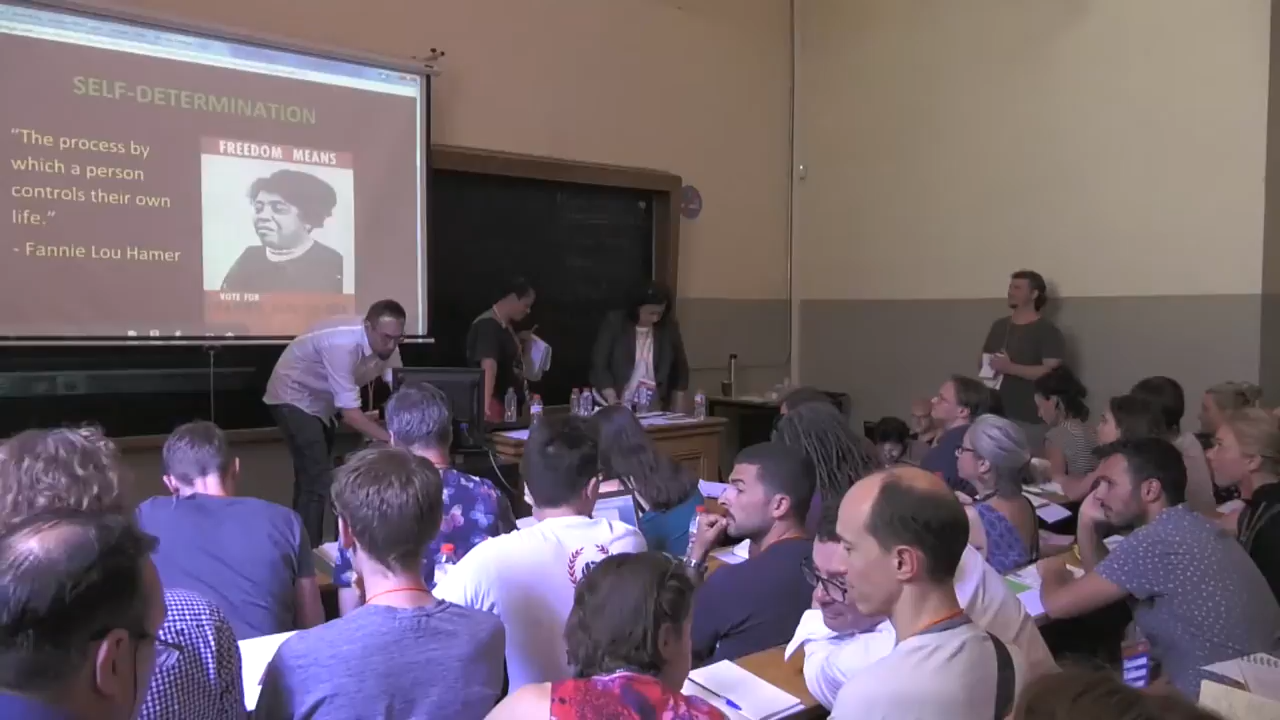 SELF-DETERMINATION
“The process by
which a person
controls their own
life.”
- Fannie Lou Hamer
FREEDOM MEANS
VOTE FOR